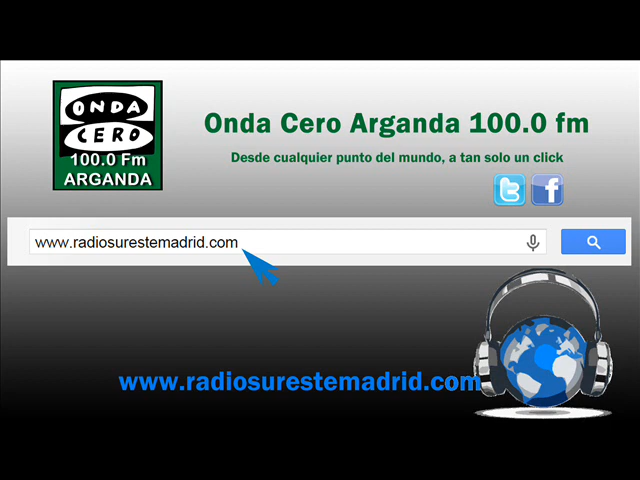 ONDA
CERO
100.0 Fm
ARGANDA
Onda Cero Arganda 100.0 fm
Desde cualquier punto del mundo, a tan solo un click
www.radiosurestemadrid.com
www.radiosurestemadrid.com